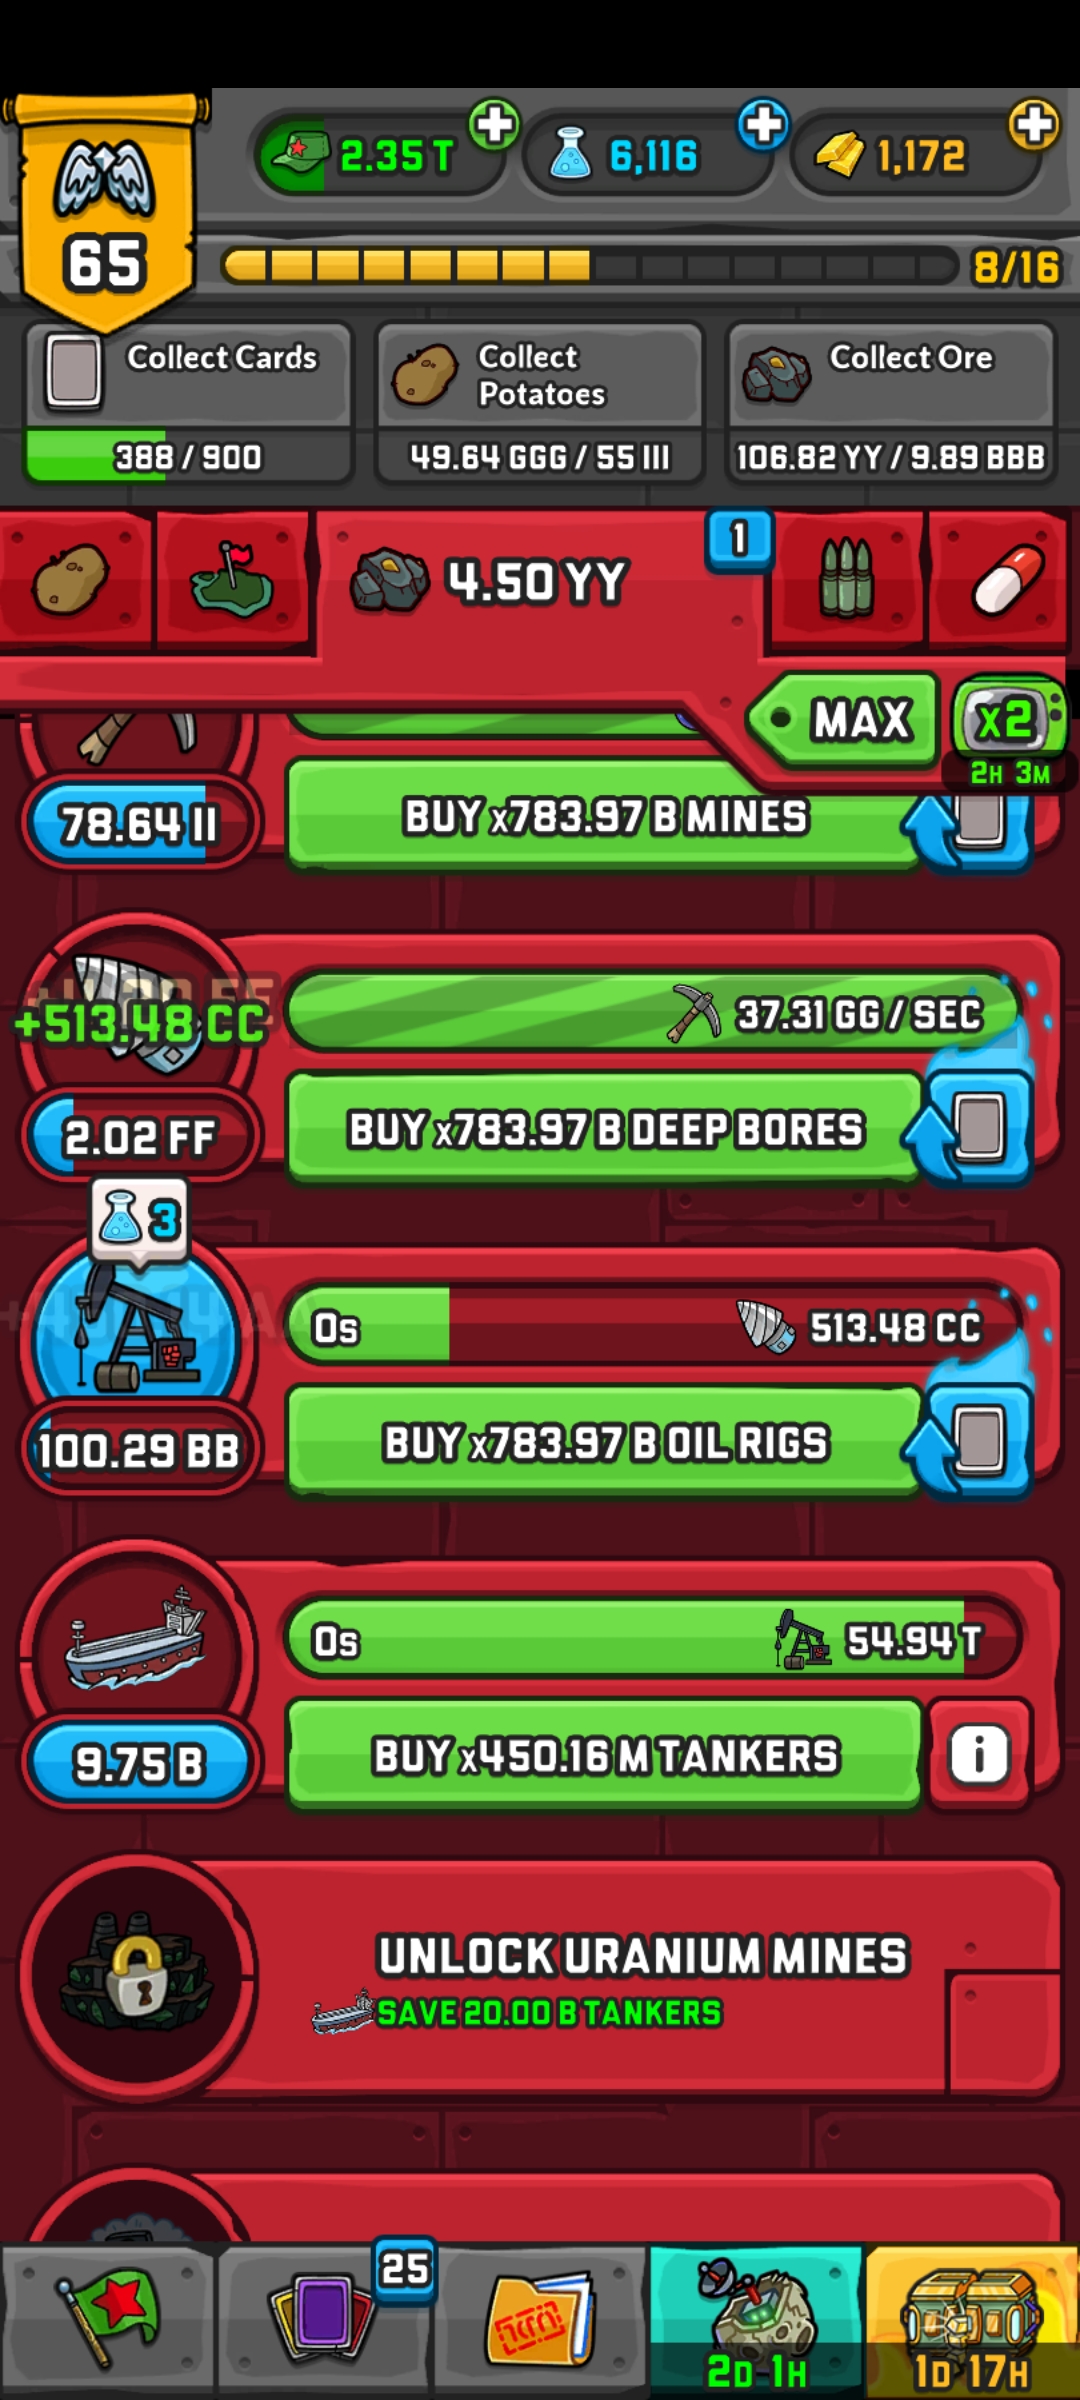 2.35 T
6,116
1,172
65
8/16
Collect Cards
388 / 900
Collect
Potatoes
49.64 GGG / 55 III
Collect Ore
106.82 YY / 9.89 BBB
4.50 YY
1
MAX
x2
2H 3M
78.64 II
BUY x783.97 B MINES
+513.48 CC
37.31 GG / SEC
2.02 FF
BUY x783.97 B DEEP BORES
3
0s
513.48 CC
100.29 BB
BUY x783.97 B OIL RIGS
0s
54.94 T
9.75 B
BUY x450.16 M TANKERS
i
UNLOCK URANIUM MINES
SAVE 20.00 B TANKERS
25
2D 1H
1D 17H